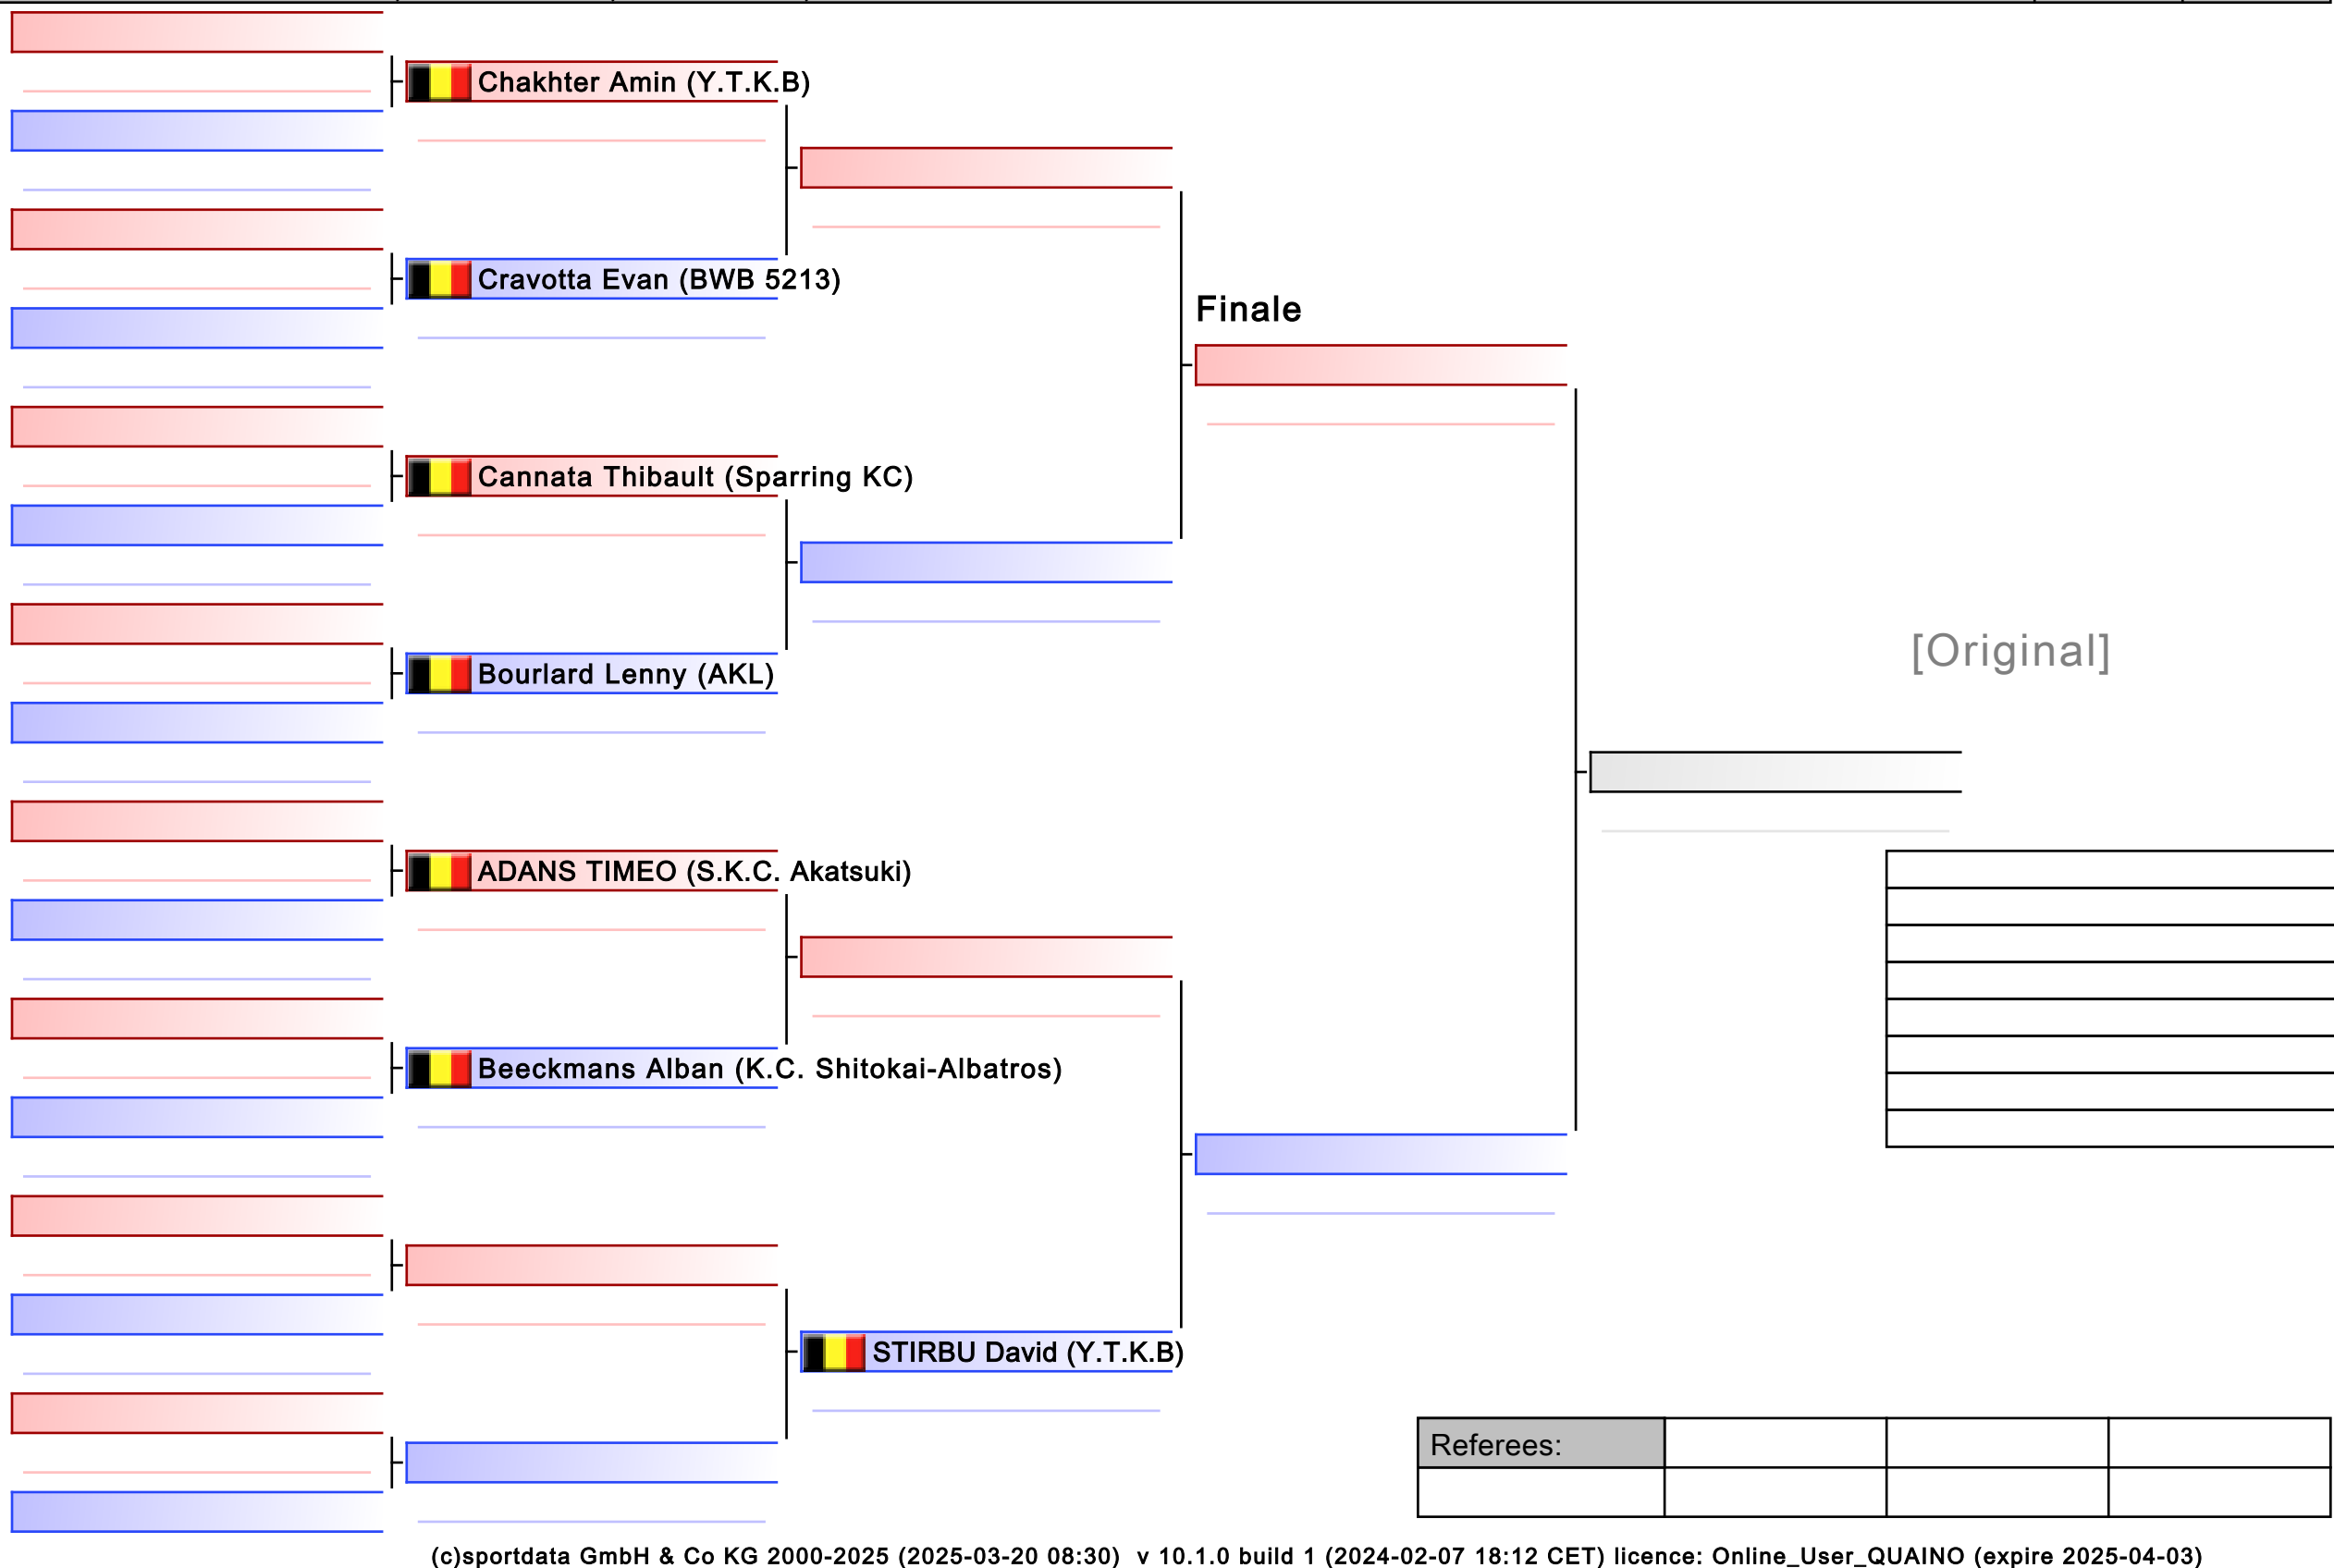 Chakhter Amin (Y.T.K.B)
Cravotta Evan (BWB 5213)
Finale
Cannata Thibault (Sparring KC)
Bourlard Lenny (AKL)
[Original]
ADANS TIMEO (S.K.C. Akatsuki)
Beeckmans Alban (K.C. Shitokai-Albatros)
STIRBU David (Y.T.K.B)
Referees:
(c)sportdata GmbH & Co KG 2000-2025 (2025-03-20 08:30)  v 10.1.0 build 1 (2024-02-07 18:12 CET) licence: Online_User_QUAINO (expire 2025-04-03)